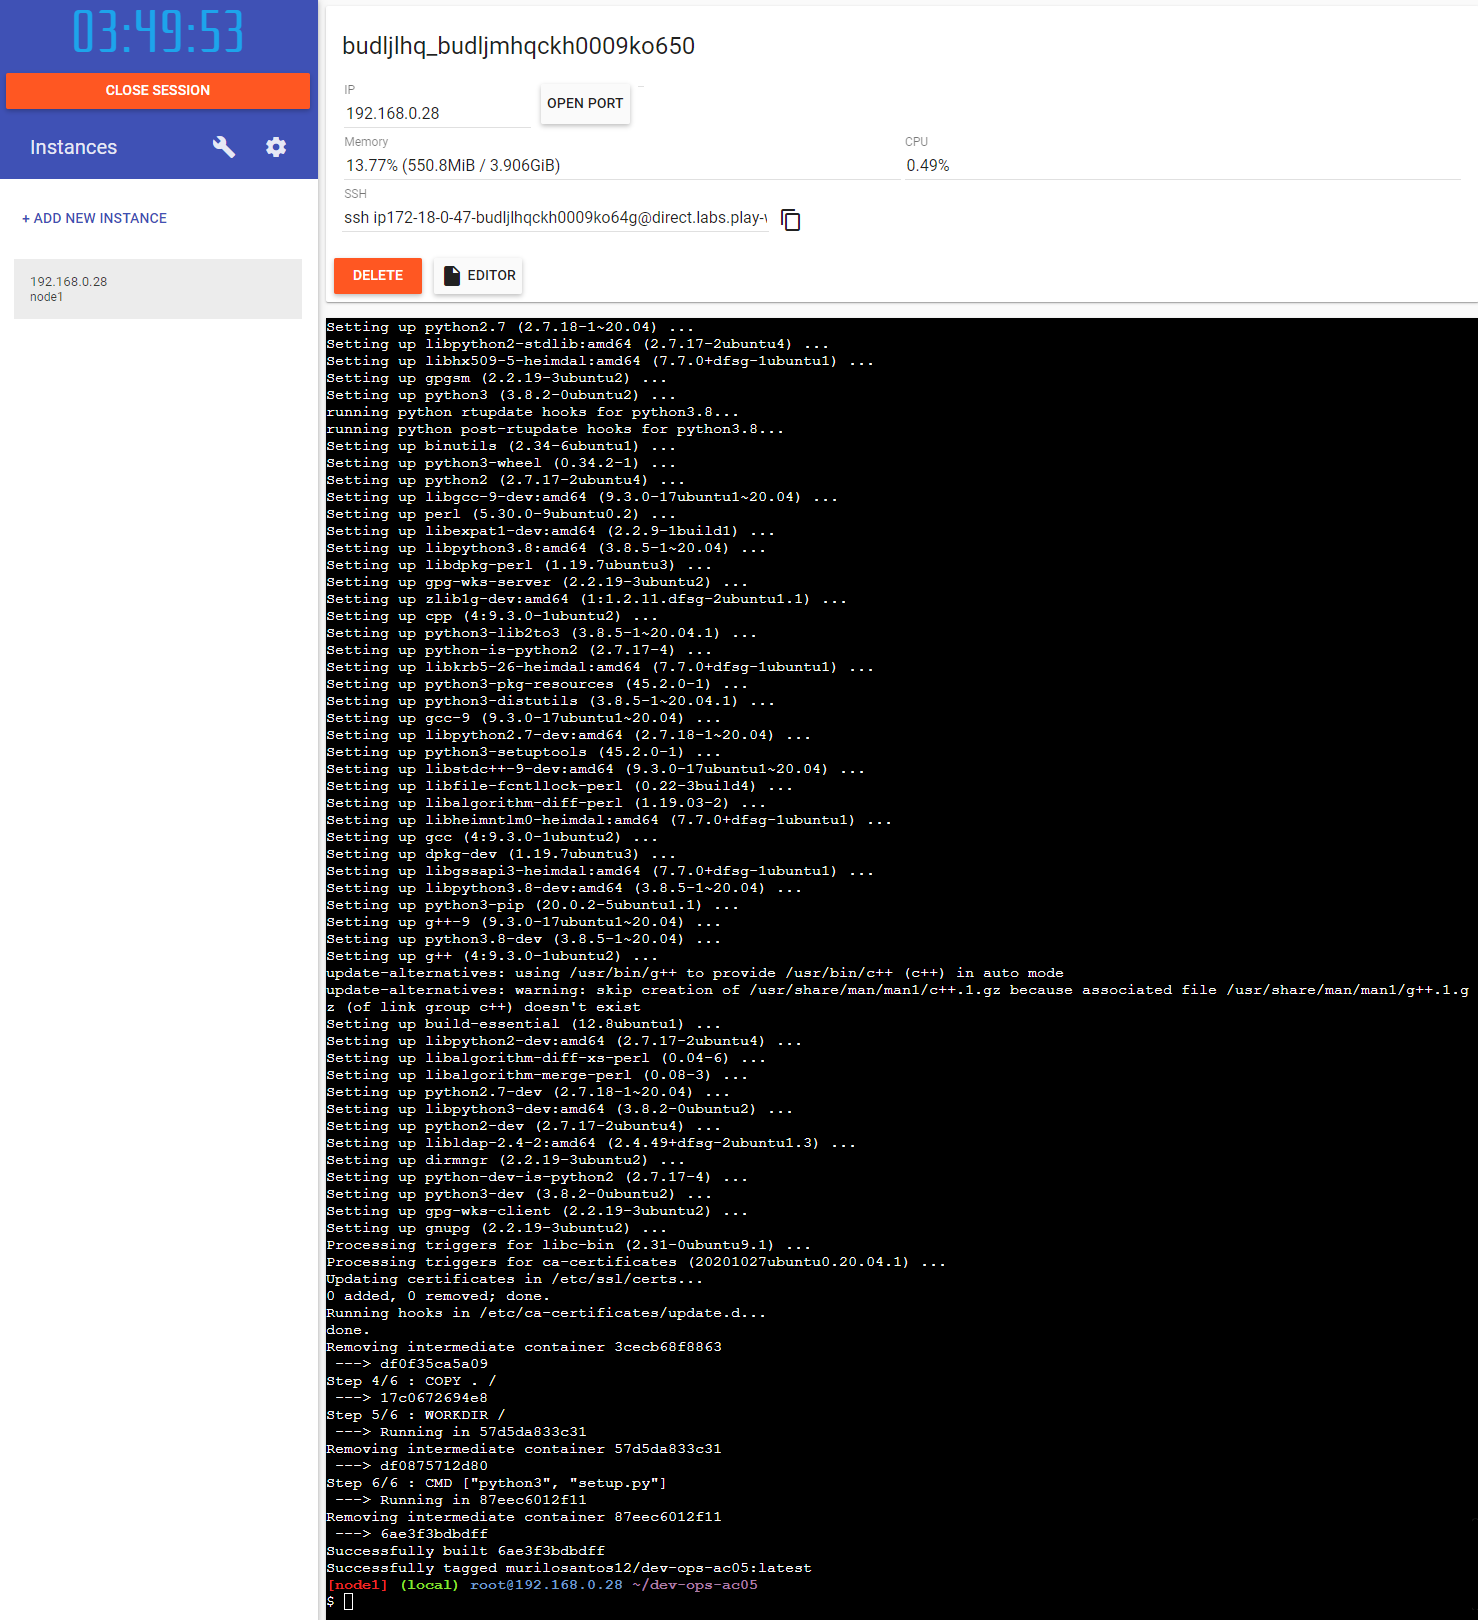 03:49:53
CLOSE SESSION
Instances
+ ADD NEW INSTANCE
192.168.0.28
node1
budljlhq_budljmhqckh0009ko650
IP
192.168.0.28
OPEN PORT
Memory
13.77% (550.8MiB / 3.906GiB)
CPU
0.49%
SSH
ssh ip172-18-0-47-budljlhqckh0009ko64g@direct.labs.play-
DELETE
EDITOR
Setting up python2.7 (2.7.18-1~20.04) ...
Setting up libpython2-stdlib:amd64 (2.7.17-2ubuntu4) ...
Setting up libhx509-5-heimdal:amd64 (7.7.0+dfsg-1ubuntu1) ...
Setting up gpgsm (2.2.19-3ubuntu2) ...
Setting up python3 (3.8.2-0ubuntu2) ...
running python rtupdate hooks for python3.8...
running python post-rtupdate hooks for python3.8...
Setting up binutils (2.34-6ubuntu1) ...
Setting up python3-wheel (0.34.2-1) ...
Setting up python2 (2.7.17-2ubuntu4) ...
Setting up libgcc-9-dev:amd64 (9.3.0-17ubuntu1~20.04) ...
Setting up perl (5.30.0-9ubuntu0.2) ...
Setting up libexpat1-dev:amd64 (2.2.9-1build1) ...
Setting up libpython3.8:amd64 (3.8.5-1~20.04) ...
Setting up libdpkg-perl (1.19.7ubuntu3) ...
Setting up gpg-wks-server (2.2.19-3ubuntu2) ...
Setting up zlib1g-dev:amd64 (1:1.2.11.dfsg-2ubuntu1.1) ...
Setting up cpp (4:9.3.0-1ubuntu2) ...
Setting up python3-lib2to3 (3.8.5-1~20.04.1) ...
Setting up python-is-python2 (2.7.17-4) ...
Setting up libkrb5-26-heimdal:amd64 (7.7.0+dfsg-1ubuntu1) ...
Setting up python3-pkg-resources (45.2.0-1) ...
Setting up python3-distutils (3.8.5-1~20.04.1) ...
Setting up gcc-9 (9.3.0-17ubuntu1~20.04) ...
Setting up libpython2.7-dev:amd64 (2.7.18-1~20.04) ...
Setting up python3-setuptools (45.2.0-1) ...
Setting up libstdc++-9-dev:amd64 (9.3.0-17ubuntu1~20.04) ...
Setting up libfile-fcntllock-perl (0.22-3build4) ...
Setting up libalgorithm-diff-perl (1.19.03-2) ...
Setting up libheimntlm0-heimdal:amd64 (7.7.0+dfsg-1ubuntu1) ...
Setting up gcc (4:9.3.0-1ubuntu2) ...
Setting up dpkg-dev (1.19.7ubuntu3) ...
Setting up libgssapi3-heimdal:amd64 (7.7.0+dfsg-1ubuntu1) ...
Setting up libpython3.8-dev:amd64 (3.8.5-1~20.04) ...
Setting up python3-pip (20.0.2-5ubuntu1.1) ...
Setting up g++-9 (9.3.0-17ubuntu1~20.04) ...
Setting up python3.8-dev (3.8.5-1~20.04) ...
Setting up g++ (4:9.3.0-1ubuntu2) ...
update-alternatives: using /usr/bin/g++ to provide /usr/bin/c++ (c++) in auto mode
update-alternatives: warning: skip creation of /usr/share/man/man1/c++.1.gz because associated file /usr/share/man/man1/g++.1.g
z (of link group c++) doesn't exist
Setting up build-essential (12.8ubuntu1) ...
Setting up libpython2-dev:amd64 (2.7.17-2ubuntu4) ...
Setting up libalgorithm-diff-xs-perl (0.04-6) ...
Setting up libalgorithm-merge-perl (0.08-3) ...
Setting up python2.7-dev (2.7.18-1~20.04) ...
Setting up libpython3-dev:amd64 (3.8.2-0ubuntu2) ...
Setting up python2-dev (2.7.17-2ubuntu4) ...
Setting up libldap-2.4-2:amd64 (2.4.49+dfsg-2ubuntu1.3) ...
Setting up dirmngr (2.2.19-3ubuntu2) ...
Setting up python-dev-is-python2 (2.7.17-4) ...
Setting up python3-dev (3.8.2-0ubuntu2) ...
Setting up gpg-wks-client (2.2.19-3ubuntu2) ...
Setting up gnupg (2.2.19-3ubuntu2) ...
Processing triggers for libc-bin (2.31-0ubuntu9.1) ...
Processing triggers for ca-certificates (20201027ubuntu0.20.04.1) ...
Updating certificates in /etc/ssl/certs...
0 added, 0 removed; done.
Running hooks in /etc/ca-certificates/update.d...
done.
Removing intermediate container 3cecb68f8863
---> df0f35ca5a09
Step 4/6 : COPY . /
---> 17c0672694e8
Step 5/6 : WORKDIR /
---> Running in 57d5da833c31
Removing intermediate container 57d5da833c31
---> df0875712d80
Step 6/6 : CMD ["python3", "setup.py"]
---> Running in 87eec6012f11
Removing intermediate container 87eec6012f11
---> 6ae3f3bdbdff
Successfully built 6ae3f3bdbdff
Successfully tagged murilosantos12/dev-ops-ac05:latest
[node1] (local) root@192.168.0.28 ~/dev-ops-ac05
$